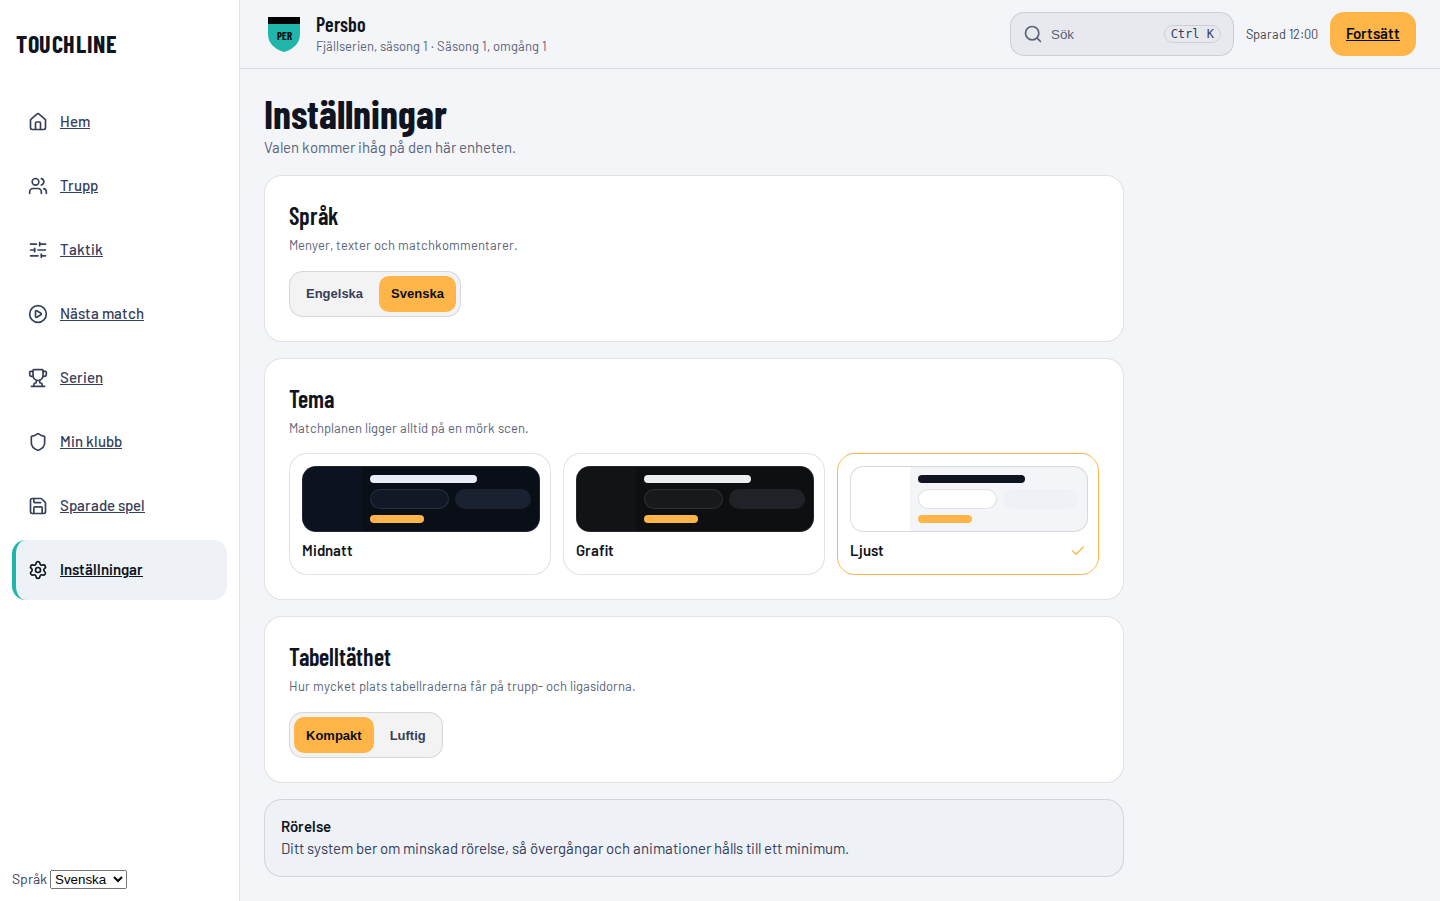 TOUCHLINE
Hem
Trupp
Taktik
Nästa match
Serien
Min klubb
Sparade spel
Inställningar
Språk Svenska
PER
Persbo
Fjällserien, säsong 1 · Säsong 1, omgång 1
Sök Ctrl K
Sparad 12:00
Fortsätt
Inställningar
Valen kommer ihåg på den här enheten.
Språk
Menyer, texter och matchkommentarer.
Engelska Svenska
Tema
Matchplanen ligger alltid på en mörk scen.
Midnatt Grafit Ljust
Tabelltäthet
Hur mycket plats tabellraderna får på trupp- och ligasidorna.
Kompakt Luftig
Rörelse
Ditt system ber om minskad rörelse, så övergångar och animationer hålls till ett minimum.